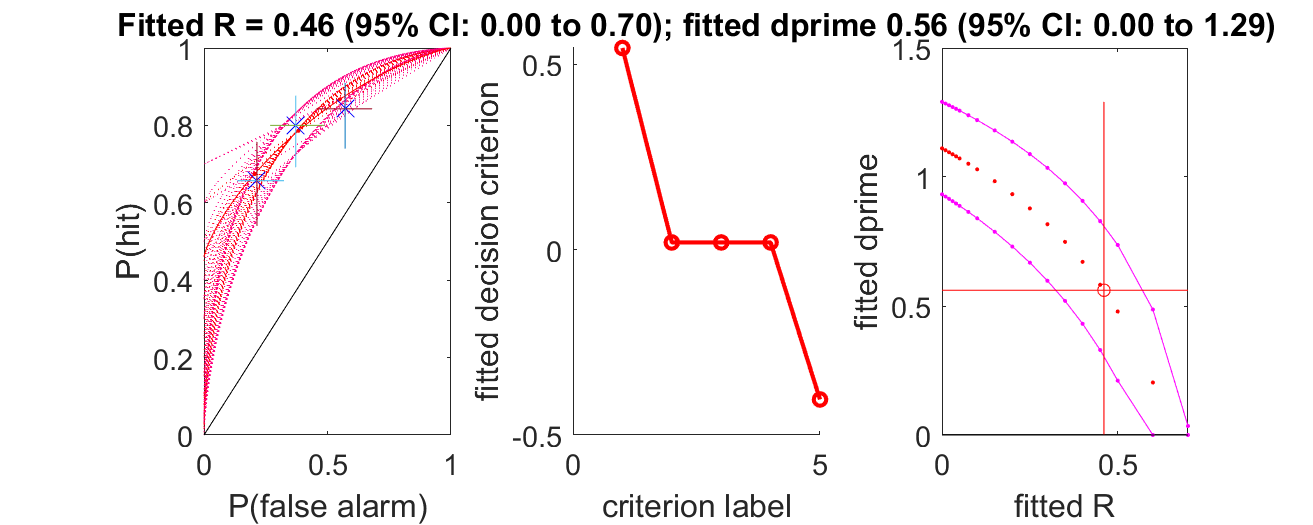 Fitted R = 0.46 (95% CI: 0.00 to 0.70); fitted dprime 0.56 (95% CI: 0.00 to 1.29)
1
0.8
0.6
0.4
0.2
0
0
0.5
1
P(hit)
P(false alarm)
0.5
0
-0.5
0
5
fitted decision criterion
criterion label
1.5
1
0.5
0
0
0.5
fitted dprime
fitted R